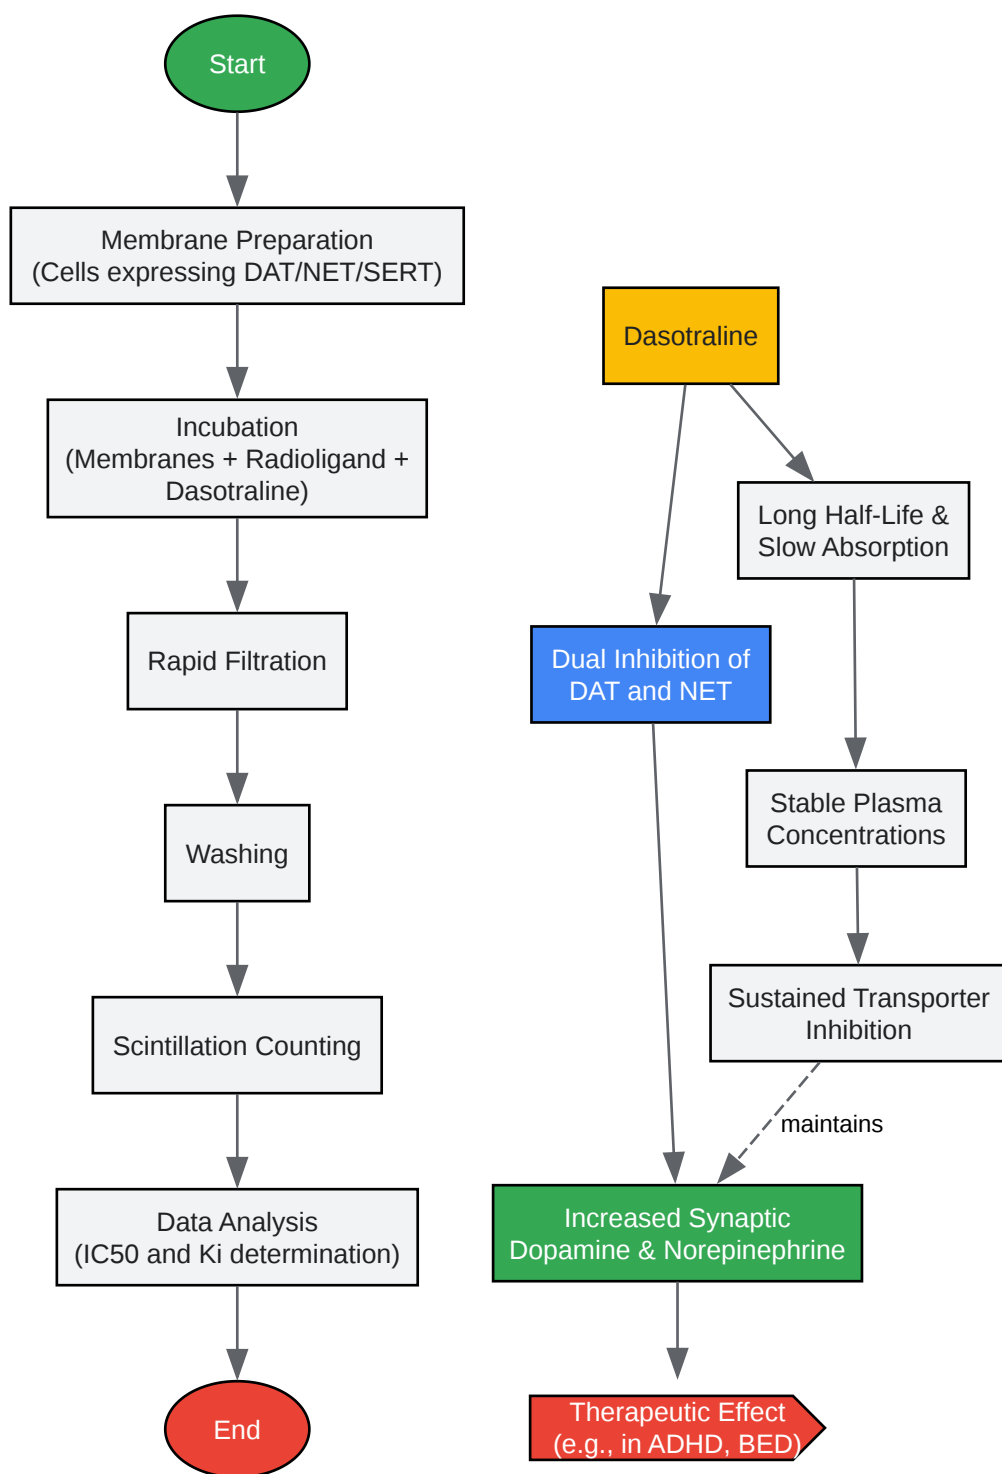 Start
Membrane Preparation
(Cells expressing DAT/NET/SERT)
Incubation
(Membranes + Radioligand +
Dasotraline)
Rapid Filtration
Washing
Scintillation Counting
Data Analysis
(IC50 and Ki determination)
End
Dasotraline
Long Half-Life &
Slow Absorption
Dual Inhibition of
DAT and NET
Stable Plasma
Concentrations
Sustained Transporter
Inhibition
maintains
Increased Synaptic
Dopamine & Norepinephrine
Therapeutic Effect
(e.g., in ADHD, BED)